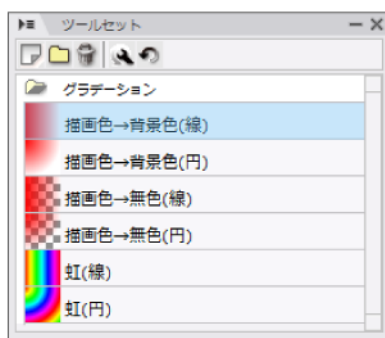 ツールセット
グラデーション
描画色→背景色(線)
描画色→背景色(円)
描画色→無色(線)
描画色→無色(円)
虹(線)
虹(円)